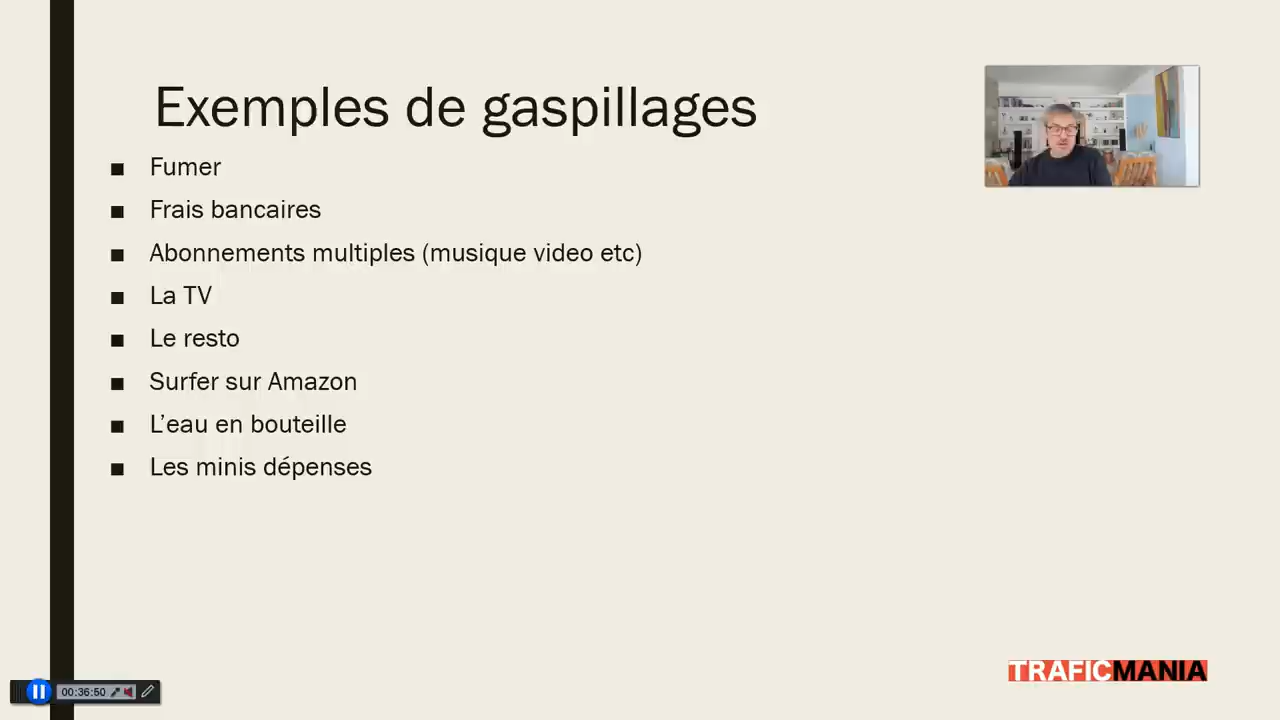 Exemples de gaspillages
Fumer
Frais bancaires
Abonnements multiples (musique video etc)
La TV
Le resto
Surfer sur Amazon
L’eau en bouteille
Les minis dépenses
TRAFICMANIA
00:36:50